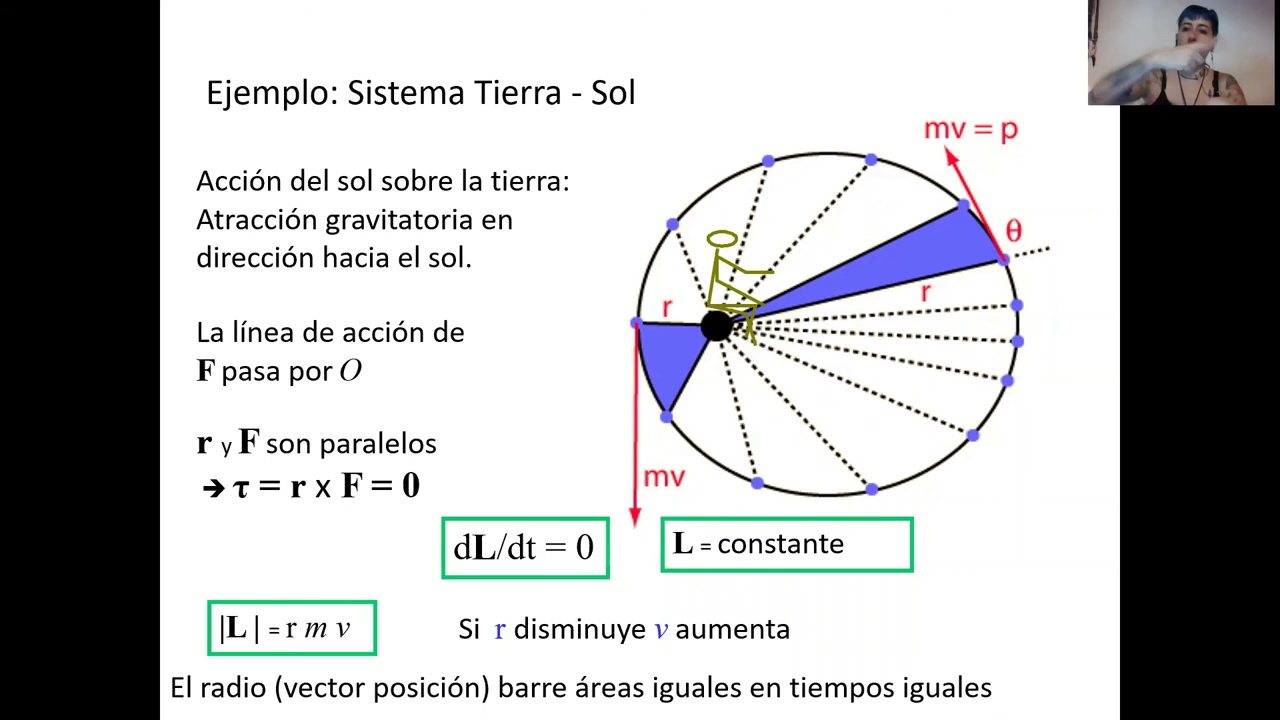 Ejemplo: Sistema Tierra - Sol
mv = p
Acción del sol sobre la tierra:
Atracción gravitatoria en
dirección hacia el sol.
θ
r
r
La línea de acción de
F pasa por O
r y F son paralelos
➔ τ = r x F = 0
mv
dL/dt = 0
L = constante
|L | = r m v
Si r disminuye v aumenta
El radio (vector posición) barre áreas iguales en tiempos iguales